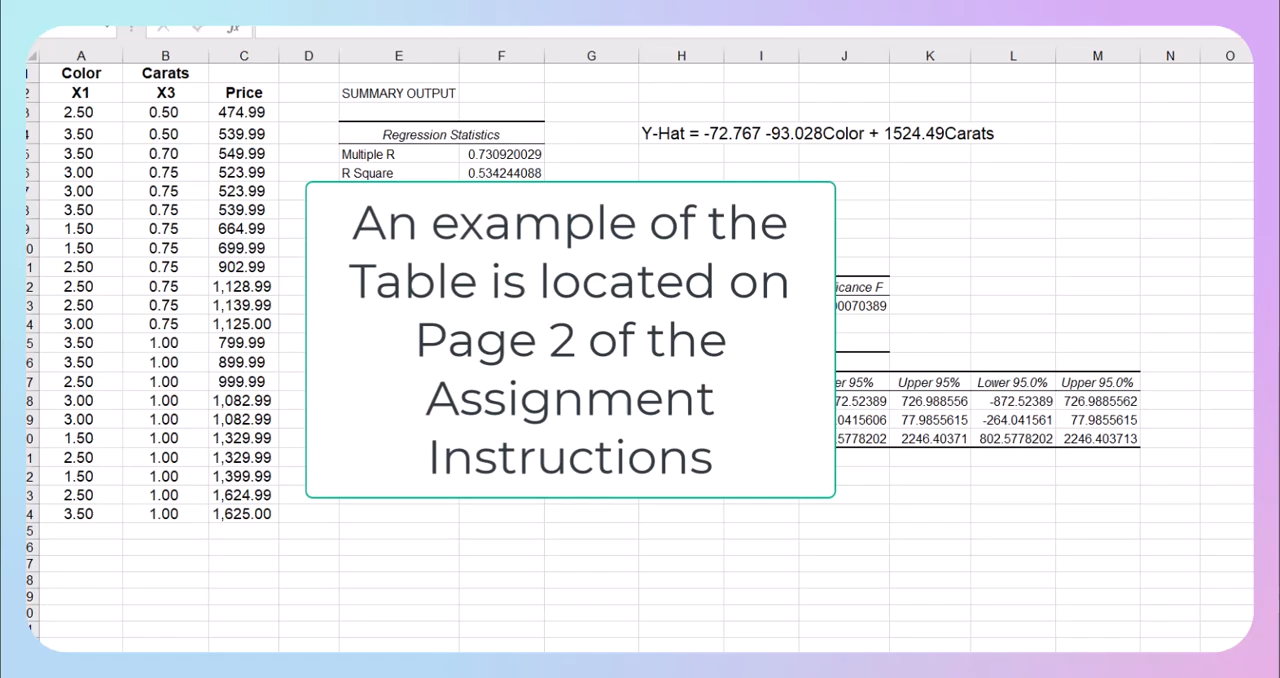 A B C D E F G H I J K L M N O
Color Carats
X1 X3 Price SUMMARY OUTPUT
2.50 0.50 474.99
3.50 0.50 539.99 Regression Statistics Y-Hat = -72.767 -93.028Color + 1524.49Carats
3.50 0.70 549.99 Multiple R 0.730920029
3.00 0.75 523.99 R Square 0.534244088
3.00 0.75 523.99
3.50 0.75 539.99
1.50 0.75 664.99
1.50 0.75 699.99
2.50 0.75 902.99
2.50 0.75 1,128.99
2.50 0.75 1,139.99
3.00 0.75 1,125.00
3.50 1.00 799.99
3.50 1.00 899.99
2.50 1.00 999.99 Upper 95% Lower 95.0% Upper 95.0%
3.00 1.00 1,082.99 726.988556 -872.52389 726.9885562
3.00 1.00 1,082.99 77.9855615 -264.041561 77.9855615
1.50 1.00 1,329.99 2246.40371 802.5778202 2246.403713
2.50 1.00 1,329.99
1.50 1.00 1,399.99
2.50 1.00 1,624.99
3.50 1.00 1,625.00
An example of the
Table is located on
Page 2 of the
Assignment
Instructions